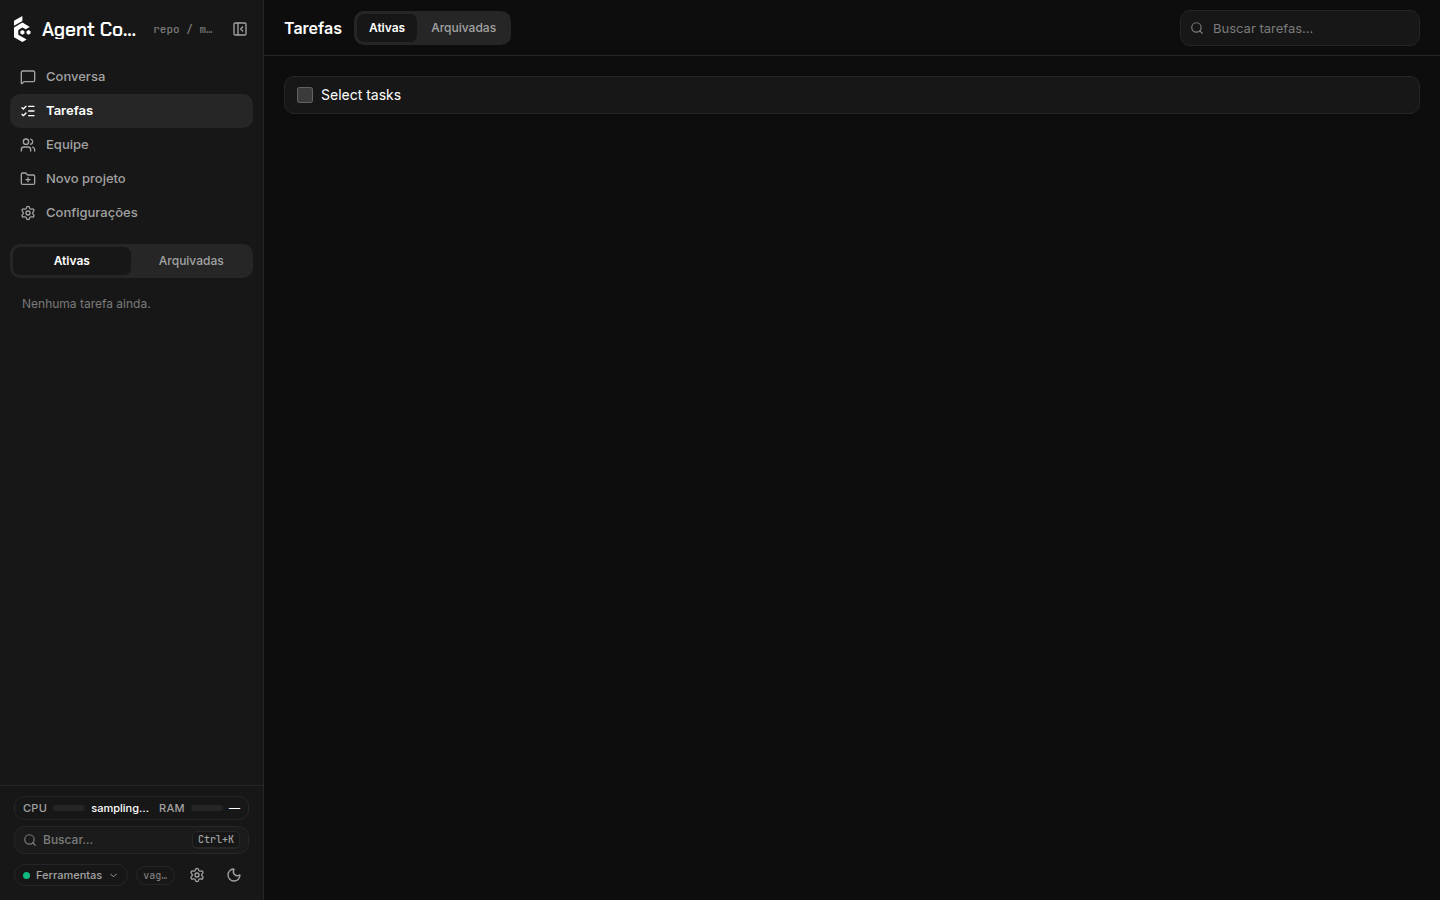 Agent Co...
repo / m...
Conversa
Tarefas
Equipe
Novo projeto
Configurações
Ativas
Arquivadas
Nenhuma tarefa ainda.
CPU
sampling...
RAM
—
Buscar...
Ctrl+K
Ferramentas
vag...
Tarefas
Ativas
Arquivadas
Buscar tarefas...
Select tasks